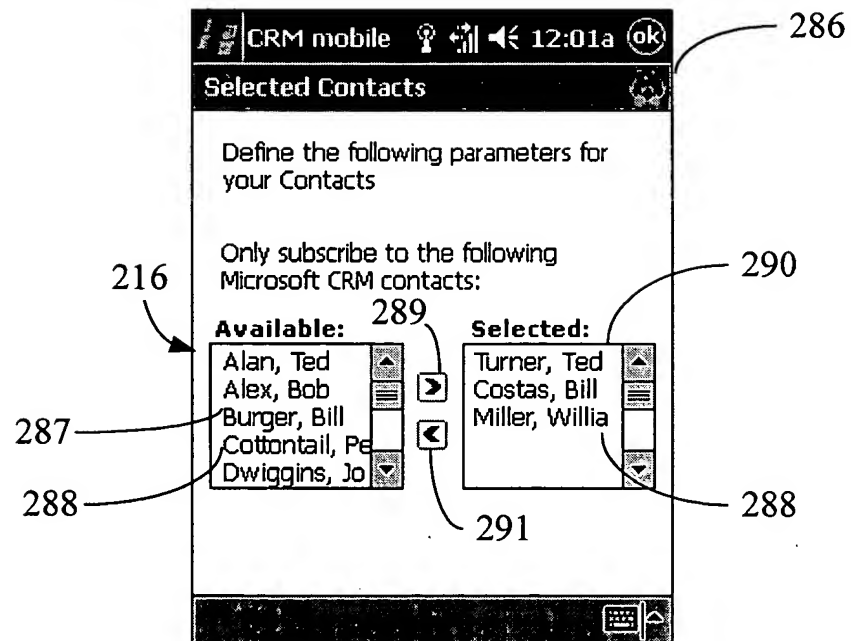 CRM mobile 12:01a ok
286
Selected Contacts
Define the following parameters for
your Contacts
Only subscribe to the following
Microsoft CRM contacts:
216
290
289
Available:
Selected:
Alan, Ted
Alex, Bob
Burger, Bill
Cottontail, Pe
Dwiggins, Jo
Turner, Ted
Costas, Bill
Miller, Willia
287
288
288
291